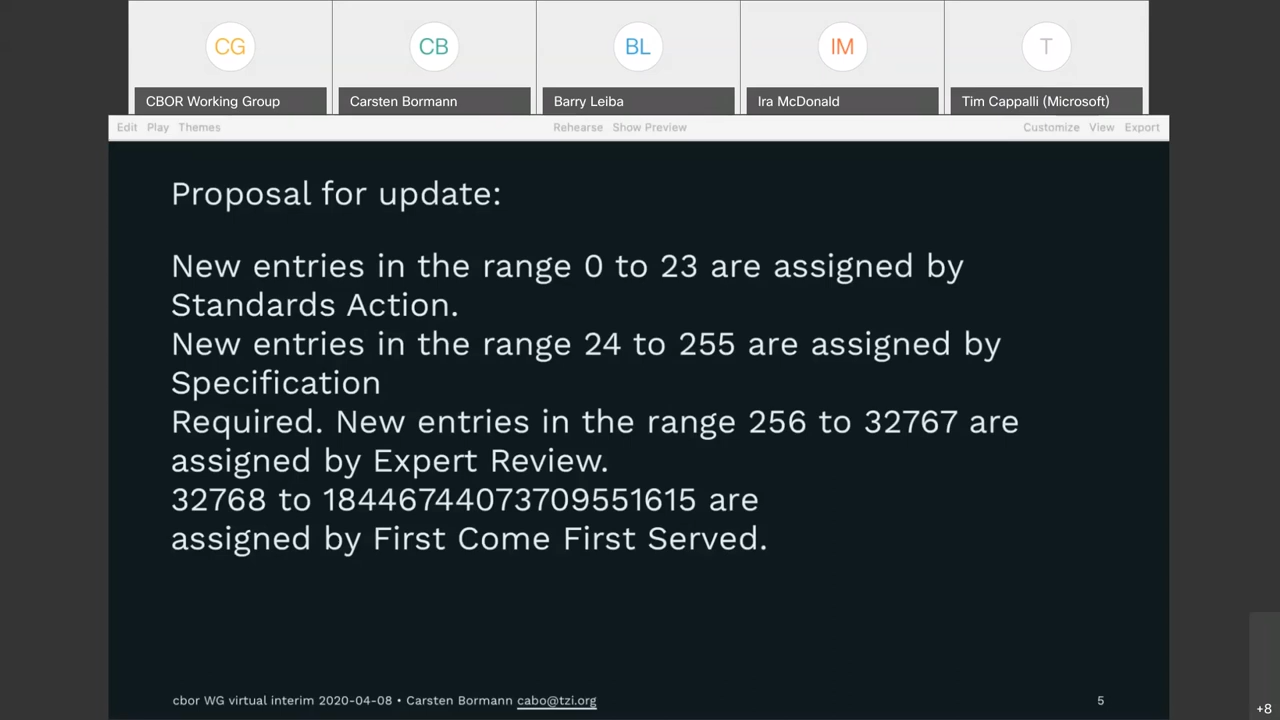 CG
CB
BL
IM
T
CBOR Working Group
Carsten Bormann
Barry Leiba
Ira McDonald
Tim Cappalli (Microsoft)
Edit Play Themes
Rehearse Show Preview
Customize View Export
Proposal for update:
New entries in the range 0 to 23 are assigned by
Standards Action.
New entries in the range 24 to 255 are assigned by
Specification
Required. New entries in the range 256 to 32767 are
assigned by Expert Review.
32768 to 18446744073709551615 are
assigned by First Come First Served.
cbor WG virtual interim 2020-04-08 • Carsten Bormann cabo@tzi.org
5
+8